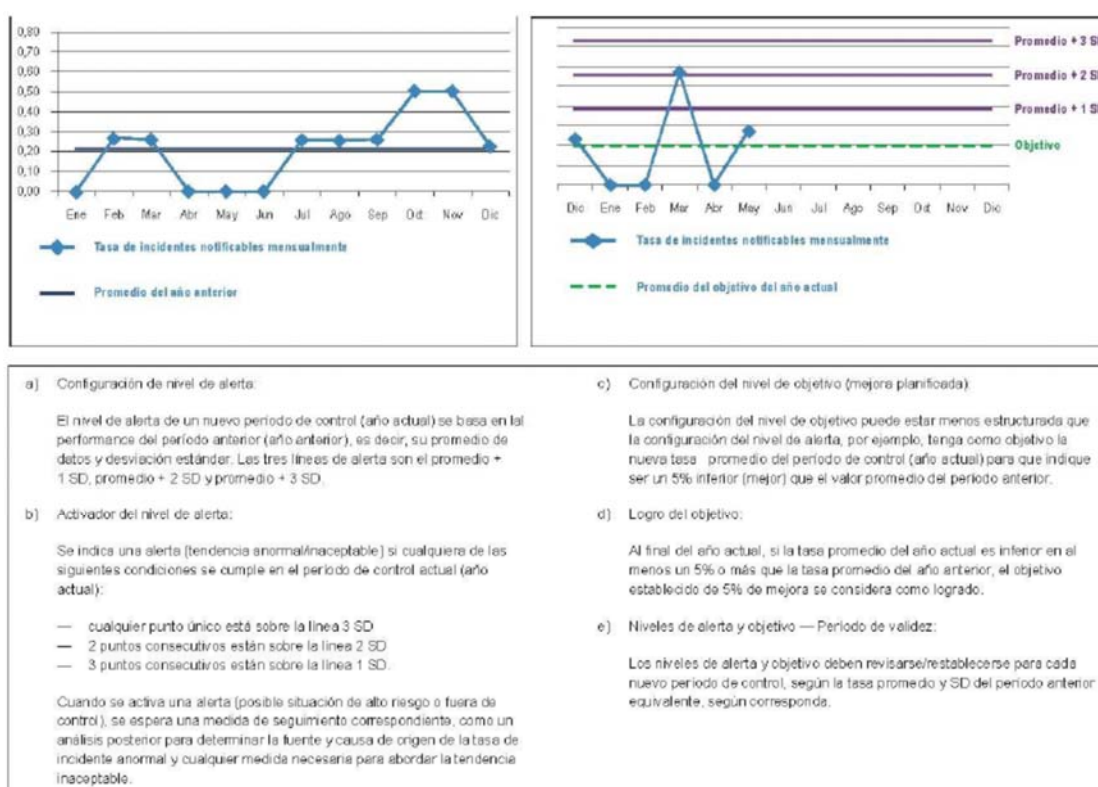 0,80
0,70
0,60
0,50
0,40
0,30
0,20
0,10
0,00
Ene Feb Mar Abr May Jun Jul Ago Sep Oct Nov Dic
Tasa de incidentes notificables mensualmente
Promedio del año anterior
Promedio + 3 S
Promedio + 2 S
Promedio + 1 S
Objetivo
Dic Ene Feb Mar Abr May Jun Jul Ago Sep Oct Nov Dic
Tasa de incidentes notificables mensualmente
Promedio del objetivo del año actual
a) Configuración de nivel de alerta:
El nivel de alerta de un nuevo período de control (año actual) se basa en lal
performance del período anterior (año anterior), es decir, su promedio de
datos y desviación estándar. Las tres líneas de alerta son el promedio +
1 SD, promedio + 2 SD y promedio + 3 SD.
b) Activador del nivel de alerta:
Se indica una alerta (tendencia anormal/inaceptable) si cualquiera de las
siguientes condiciones se cumple en el período de control actual (año
actual):
— cualquier punto único está sobre la línea 3 SD
— 2 puntos consecutivos están sobre la línea 2 SD
— 3 puntos consecutivos están sobre la línea 1 SD.
Cuando se activa una alerta (posible situación de alto riesgo o fuera de
control), se espera una medida de seguimiento correspondiente, como un
análisis posterior para determinar la fuente y causa de origen de la tasa de
incidente anormal y cualquier medida necesaria para abordar la tendencia
inaceptable.
c) Configuración del nivel de objetivo (mejora planificada):
La configuración del nivel de objetivo puede estar menos estructurada que
la configuración del nivel de alerta, por ejemplo, tenga como objetivo la
nueva tasa promedio del período de control (año actual) para que indique
ser un 5% inferior (mejor) que el valor promedio del período anterior.
d) Logro del objetivo:
Al final del año actual, si la tasa promedio del año actual es inferior en al
menos un 5% o más que la tasa promedio del año anterior, el objetivo
establecido de 5% de mejora se considera como logrado.
e) Niveles de alerta y objetivo — Período de validez:
Los niveles de alerta y objetivo deben revisarse/restablecerse para cada
nuevo período de control, según la tasa promedio y SD del período anterior
equivalente, según corresponda.